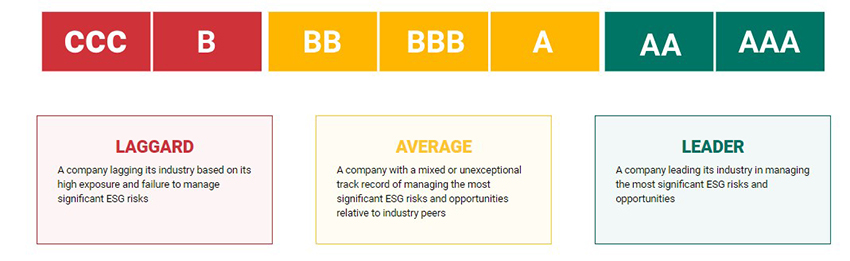 CCC B BB BBB A AA AAA
LAGGARD
A company lagging its industry based on its
high exposure and failure to manage
significant ESG risks
AVERAGE
A company with a mixed or unexceptional
track record of managing the most
significant ESG risks and opportunities
relative to industry peers
LEADER
A company leading its industry in managing
the most significant ESG risks and
opportunities